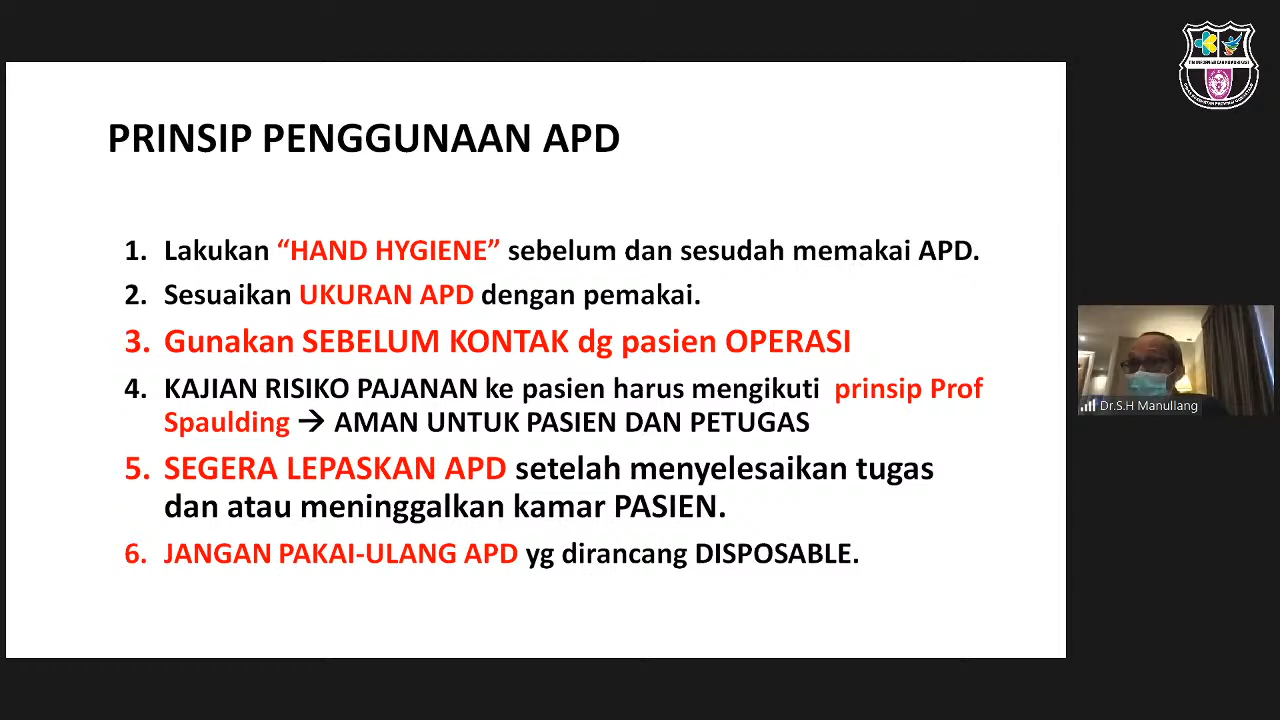 PRINSIP PENGGUNAAN APD
1. Lakukan “HAND HYGIENE” sebelum dan sesudah memakai APD.
2. Sesuaikan UKURAN APD dengan pemakai.
3. Gunakan SEBELUM KONTAK dg pasien OPERASI
4. KAJIAN RISIKO PAJANAN ke pasien harus mengikuti prinsip Prof
Spaulding → AMAN UNTUK PASIEN DAN PETUGAS
5. SEGERA LEPASKAN APD setelah menyelesaikan tugas
dan atau meninggalkan kamar PASIEN.
6. JANGAN PAKAI-ULANG APD yg dirancang DISPOSABLE.
Dr.S.H Manullang